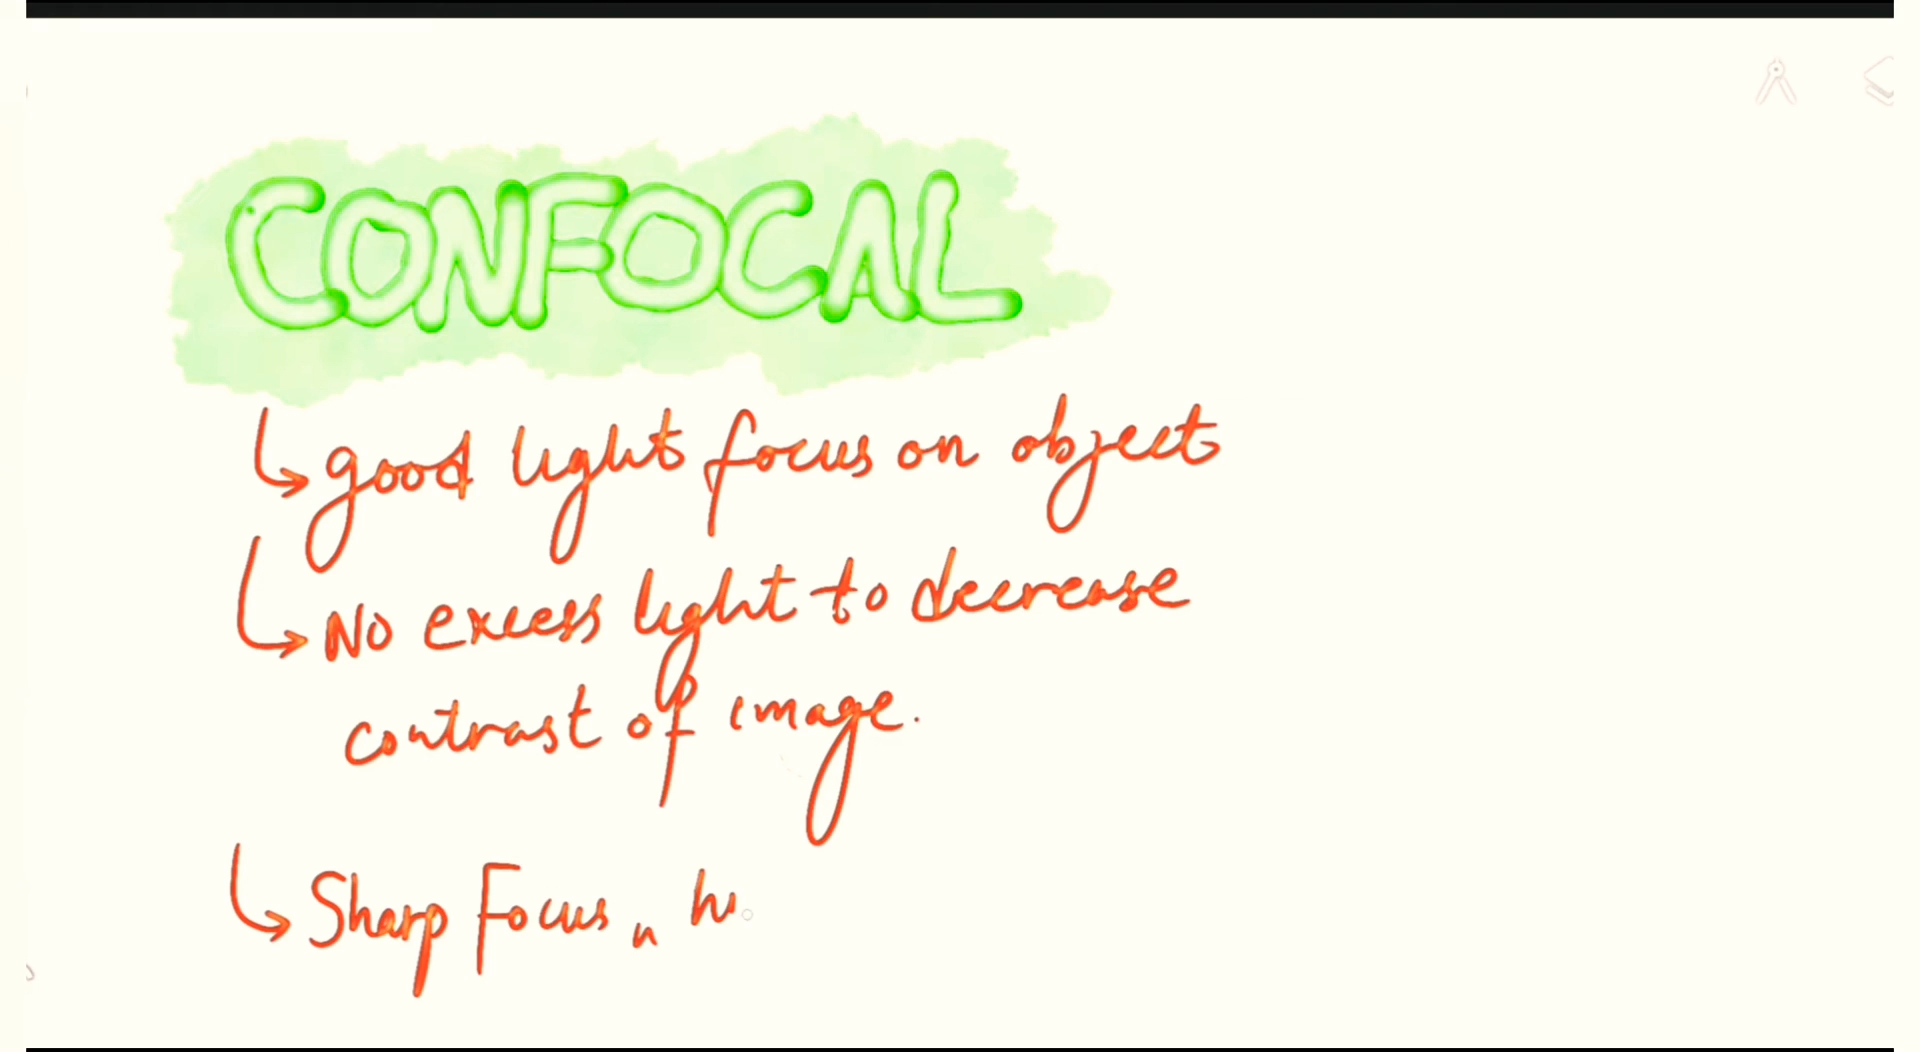 CONFOCAL
↳ good light focus on object
↳ No excess light to decrease
contrast of image.
↳ Sharp Focus n